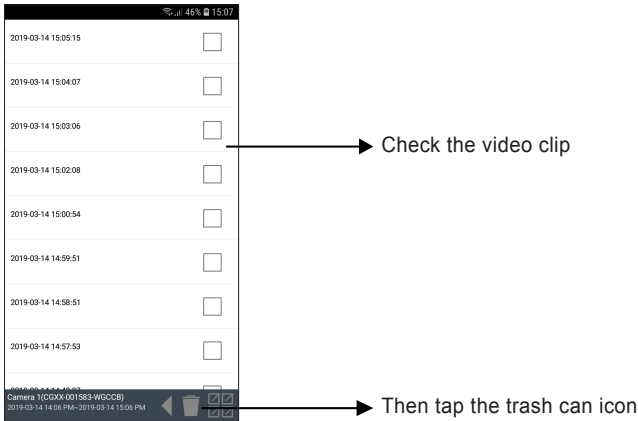 46% 15:07
2019-03-14 15:05:15
2019-03-14 15:04:07
2019-03-14 15:03:06
Check the video clip
2019-03-14 15:02:08
2019-03-14 15:00:54
2019-03-14 14:59:51
2019-03-14 14:58:51
2019-03-14 14:57:53
Camera 1(CGXX-001583-WGCCB)
2019-03-14 14:06 PM~2019-03-14 15:06 PM
Then tap the trash can icon